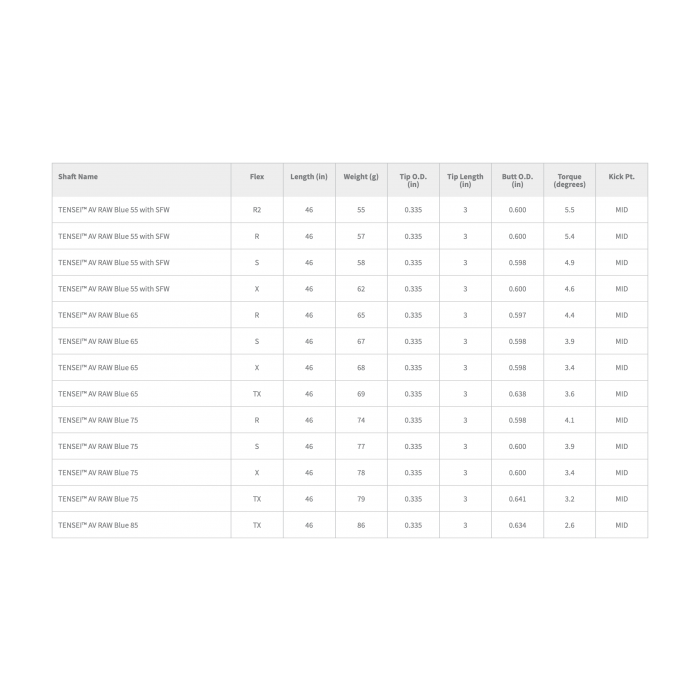 Shaft Name Flex Length (in) Weight (g) Tip O.D. (in) Tip Length (in) Butt O.D. (in) Torque (degrees) Kick Pt.
TENSEI™ AV RAW Blue 55 with SFW R2 46 55 0.335 3 0.600 5.5 MID
TENSEI™ AV RAW Blue 55 with SFW R 46 57 0.335 3 0.600 5.4 MID
TENSEI™ AV RAW Blue 55 with SFW S 46 58 0.335 3 0.598 4.9 MID
TENSEI™ AV RAW Blue 55 with SFW X 46 62 0.335 3 0.600 4.6 MID
TENSEI™ AV RAW Blue 65 R 46 65 0.335 3 0.597 4.4 MID
TENSEI™ AV RAW Blue 65 S 46 67 0.335 3 0.598 3.9 MID
TENSEI™ AV RAW Blue 65 X 46 68 0.335 3 0.598 3.4 MID
TENSEI™ AV RAW Blue 65 TX 46 69 0.335 3 0.638 3.6 MID
TENSEI™ AV RAW Blue 75 R 46 74 0.335 3 0.598 4.1 MID
TENSEI™ AV RAW Blue 75 S 46 77 0.335 3 0.600 3.9 MID
TENSEI™ AV RAW Blue 75 X 46 78 0.335 3 0.600 3.4 MID
TENSEI™ AV RAW Blue 75 TX 46 79 0.335 3 0.641 3.2 MID
TENSEI™ AV RAW Blue 85 TX 46 86 0.335 3 0.634 2.6 MID